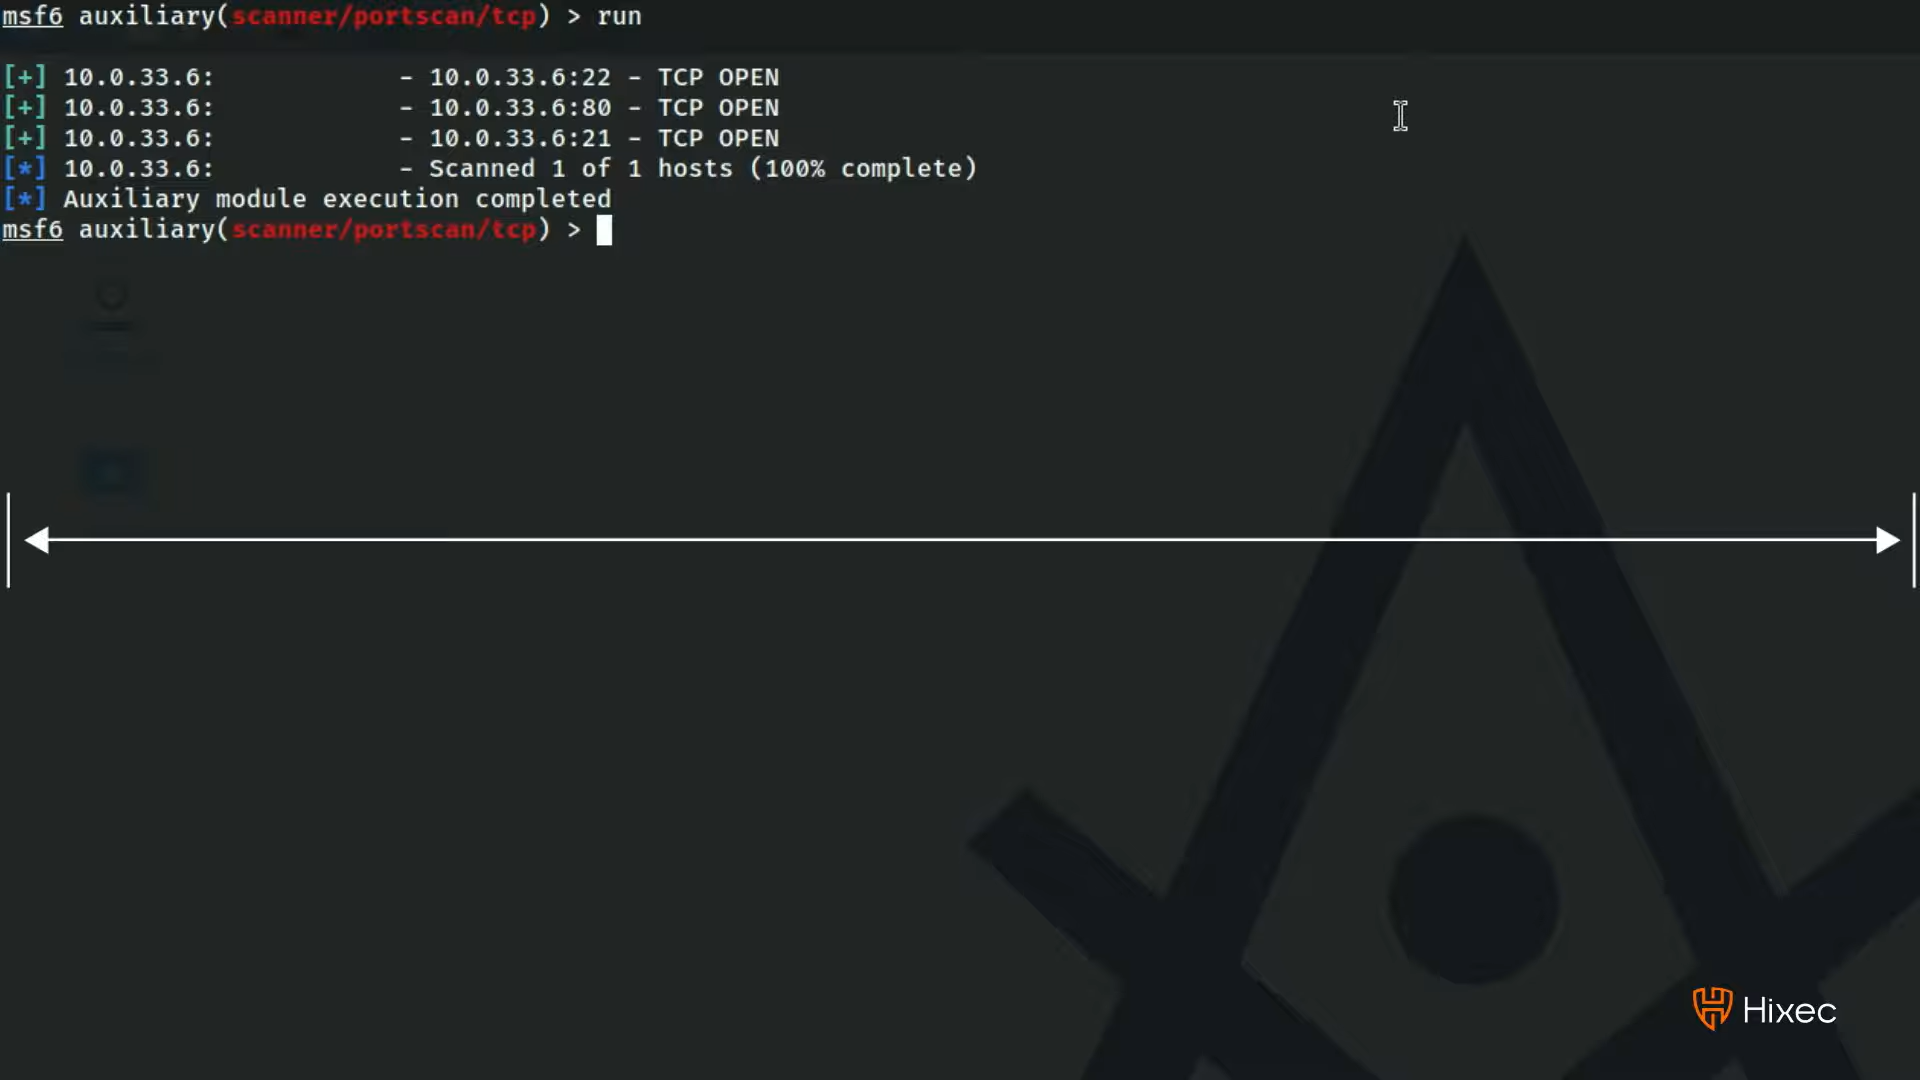 msf6 auxiliary(scanner/portscan/tcp) > run
[+] 10.0.33.6:            - 10.0.33.6:22 - TCP OPEN
[+] 10.0.33.6:            - 10.0.33.6:80 - TCP OPEN
[+] 10.0.33.6:            - 10.0.33.6:21 - TCP OPEN
[*] 10.0.33.6:            - Scanned 1 of 1 hosts (100% complete)
[*] Auxiliary module execution completed
msf6 auxiliary(scanner/portscan/tcp) >
Hixec